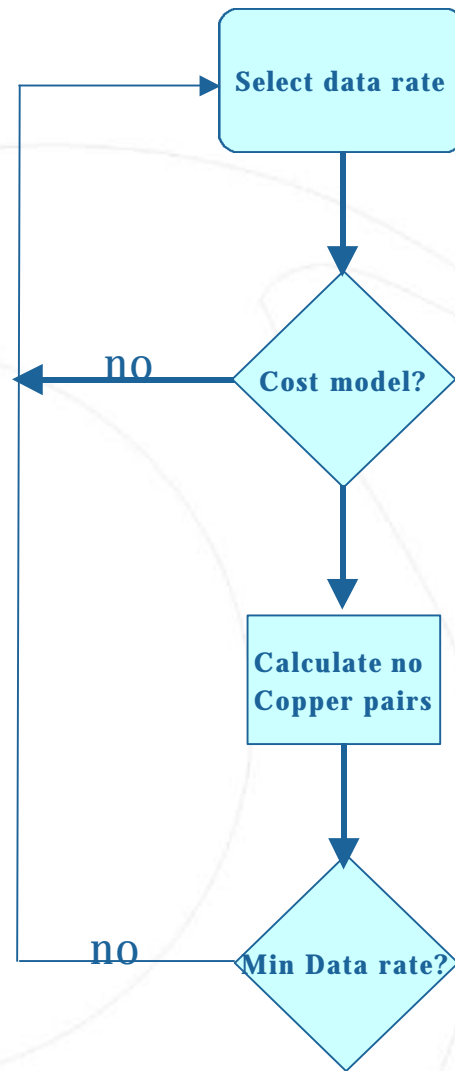 Select data rate
no
Cost model?
Calculate no
Copper pairs
no
Min Data rate?